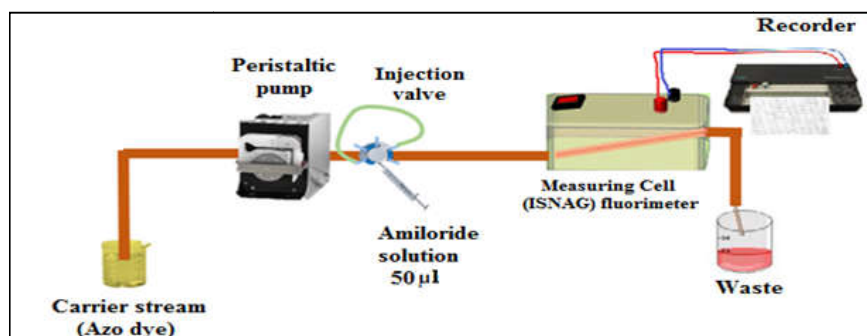 Recorder
Peristaltic
pump
Injection
valve
Measuring Cell
(ISNAG) fluorimeter
Amiloride
solution
50 µl
Carrier stream
(Azo dye)
Waste